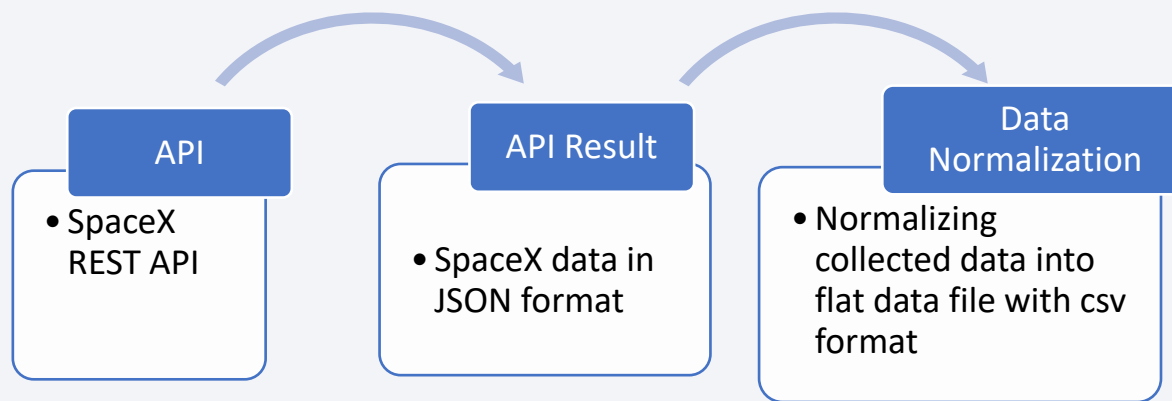 API
• SpaceX
REST API
API Result
• SpaceX data in
JSON format
Data
Normalization
• Normalizing
collected data into
flat data file with csv
format